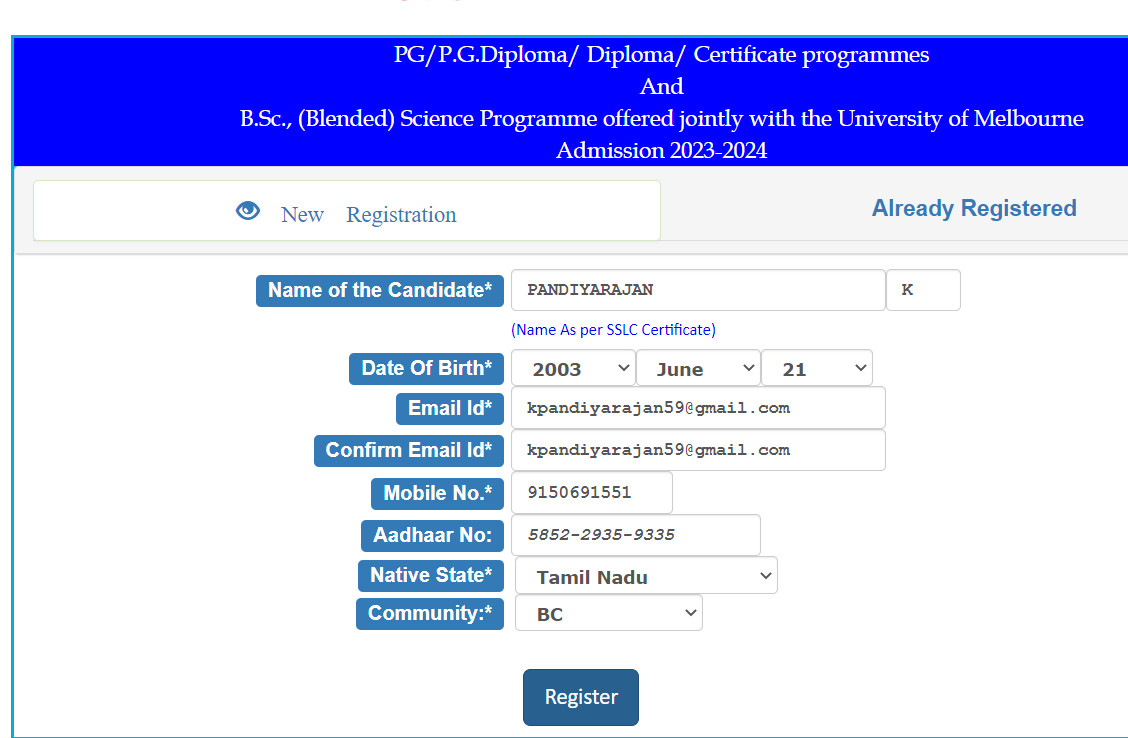 PG/P.G.Diploma/ Diploma/ Certificate programmes
And
B.Sc., (Blended) Science Programme offered jointly with the University of Melbourne
Admission 2023-2024
New Registration Already Registered
Name of the Candidate* PANDIYARAJAN K
(Name As per SSLC Certificate)
Date Of Birth* 2003 June 21
Email Id* kpandiyarajan59@gmail.com
Confirm Email Id* kpandiyarajan59@gmail.com
Mobile No.* 9150691551
Aadhaar No: 5852-2935-9335
Native State* Tamil Nadu
Community:* BC
Register